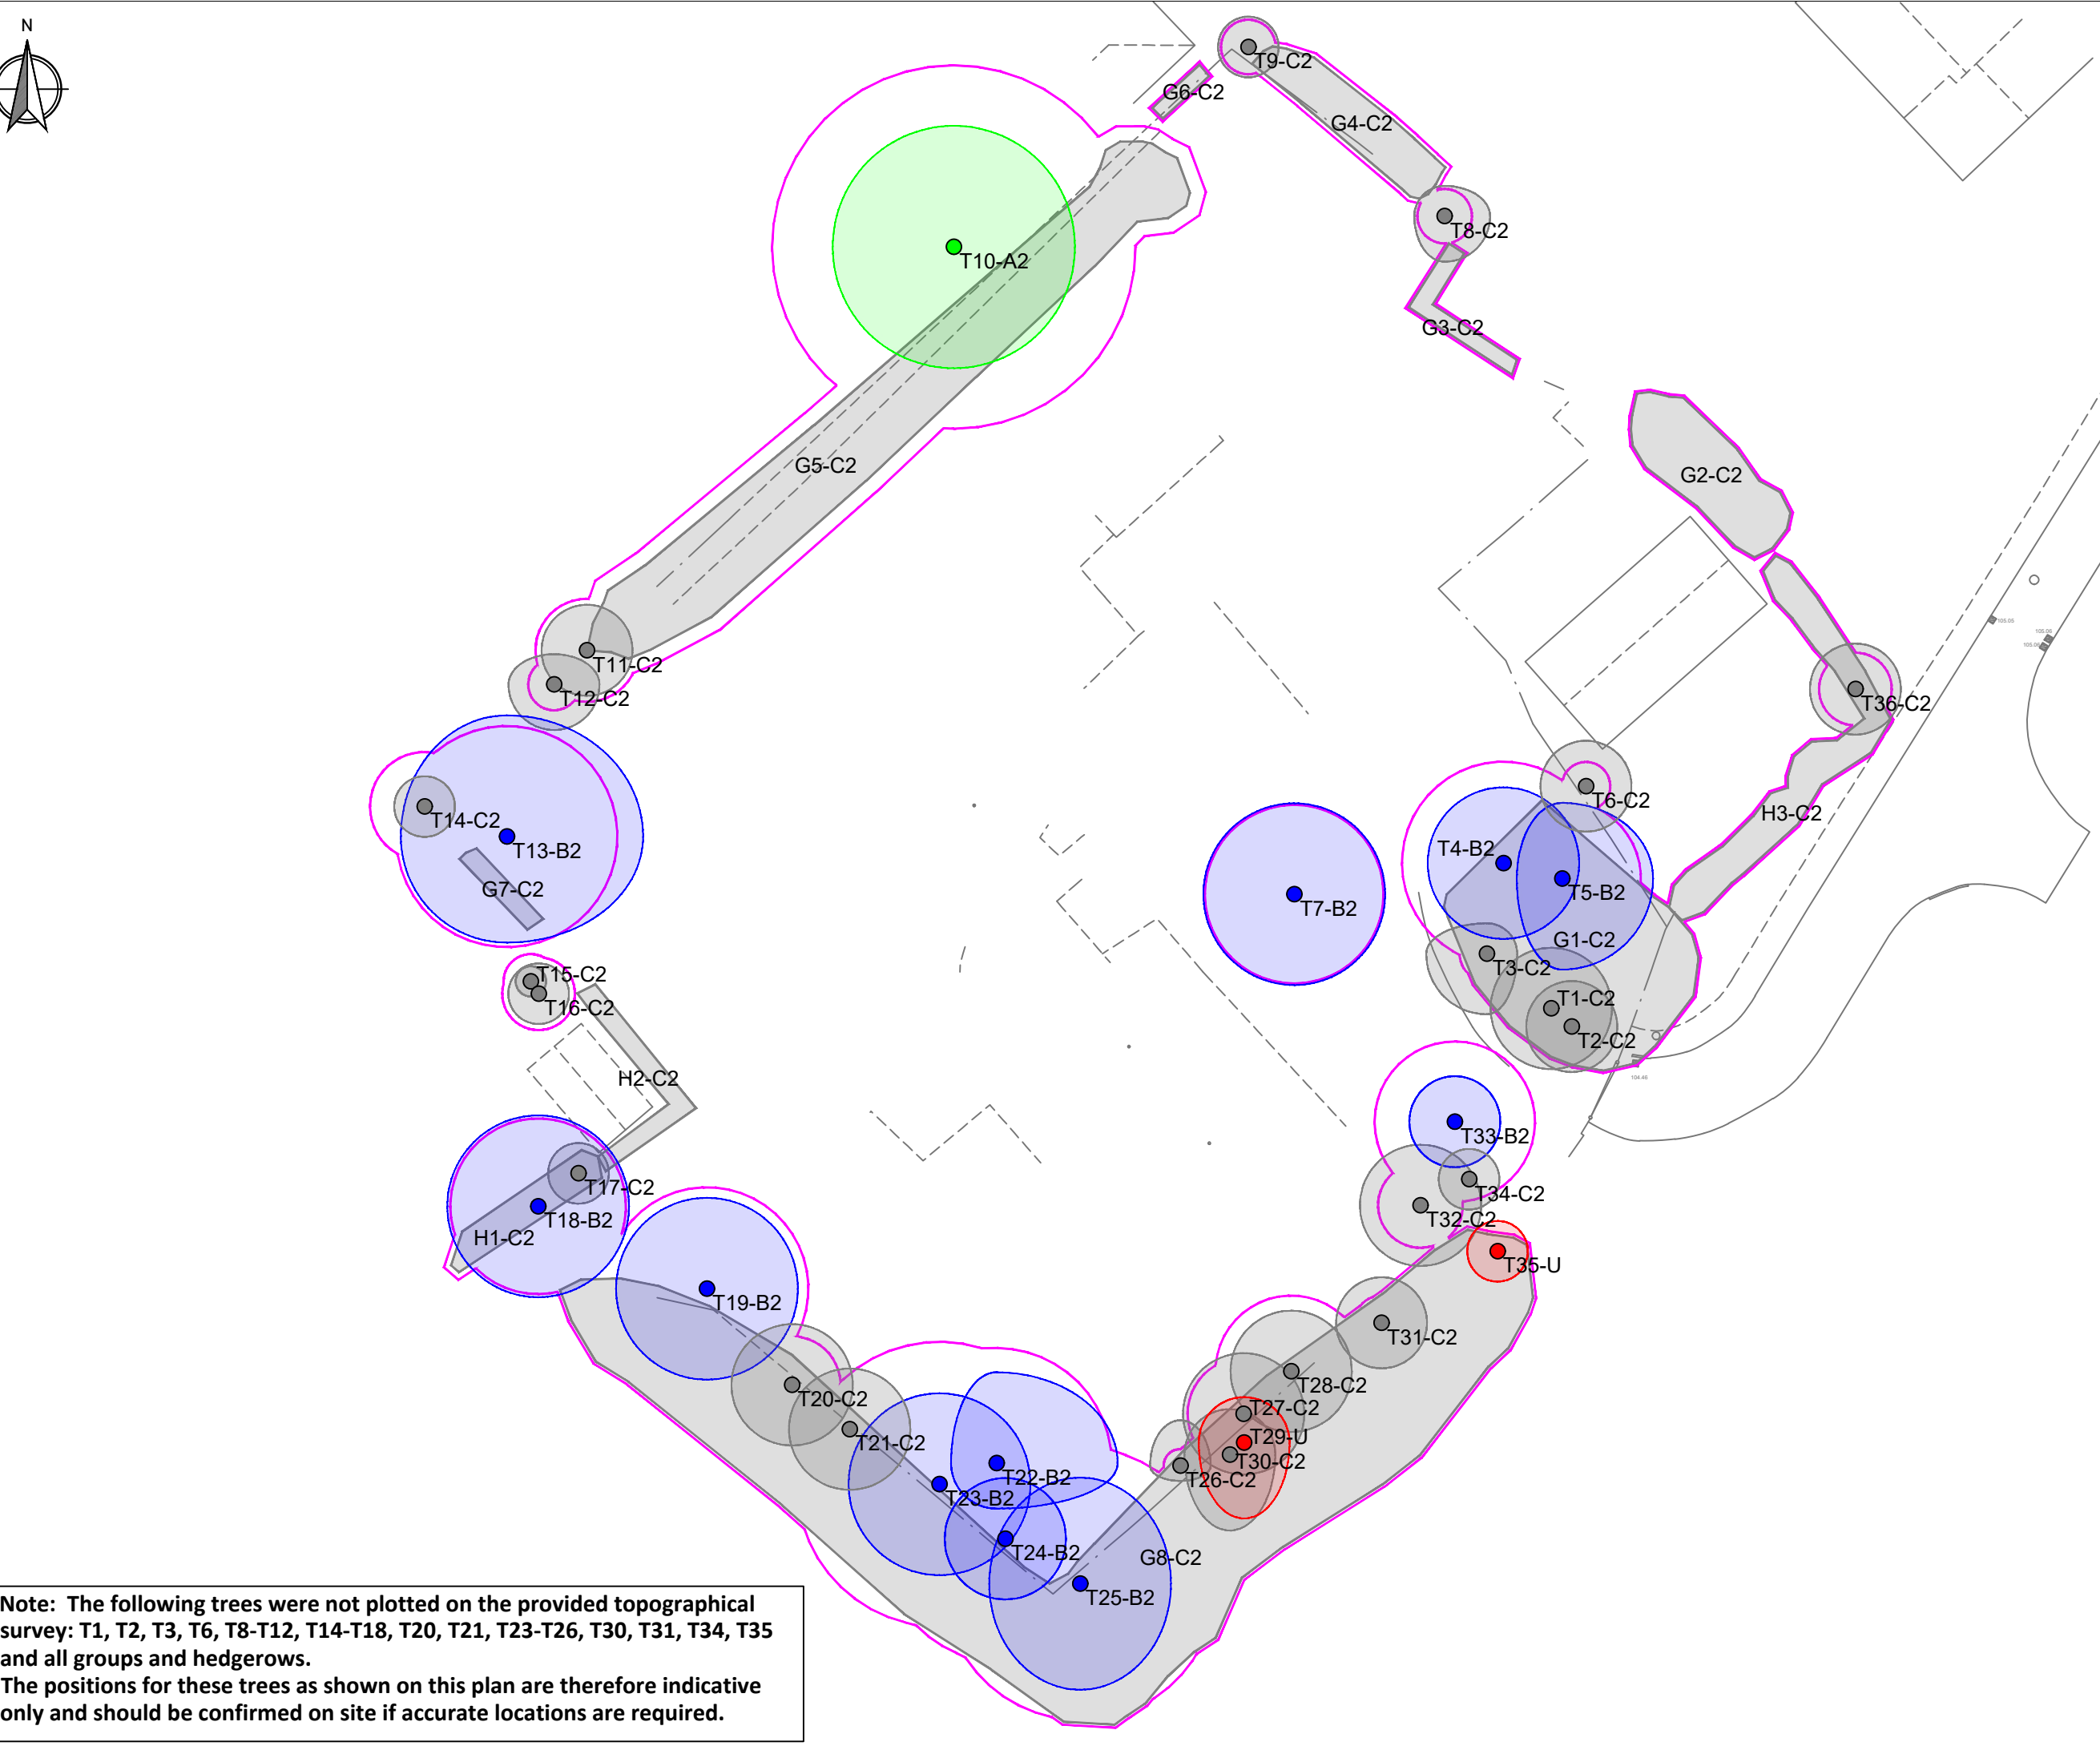 N
T9-C2
G6-C2
G4-C2
T8-C2
T10-A2
G3-C2
G5-C2
G2-C2
105.05
105.06
T11-C2
T12-C2
T36-C2
T6-C2
H3-C2
T14-C2
T13-B2
G7-C2
T4-B2
T5-B2
T7-B2
G1-C2
T3-C2
T15-C2
T16-C2
T1-C2
T2-C2
104.46
H2-C2
T33-B2
T17-C2
T18-B2
H1-C2
T34-C2
T32-C2
T35-U
T19-B2
T31-C2
T28-C2
T20-C2
T27-C2
T21-C2
T29-U
T30-C2
T22-B2
T26-C2
T23-B2
T24-B2
G8-C2
T25-B2
Note: The following trees were not plotted on the provided topographical
survey: T1, T2, T3, T6, T8-T12, T14-T18, T20, T21, T23-T26, T30, T31, T34, T35
and all groups and hedgerows.
The positions for these trees as shown on this plan are therefore indicative
only and should be confirmed on site if accurate locations are required.